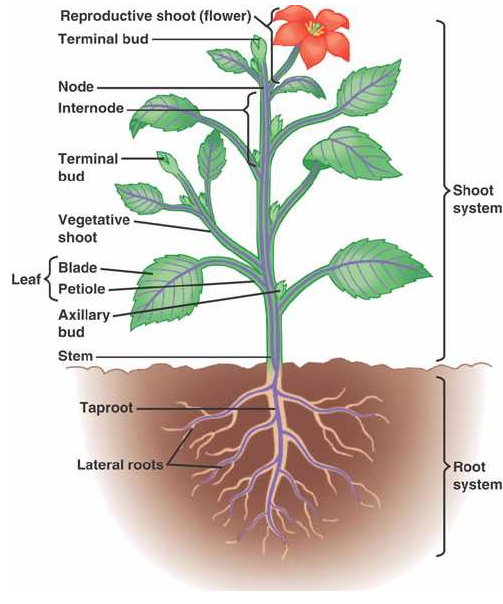 Reproductive shoot (flower)
Terminal bud
Node
Internode
Terminal
bud
Vegetative
shoot
Leaf
Blade
Petiole
Axillary
bud
Stem
Shoot
system
Taproot
Lateral roots
Root
system